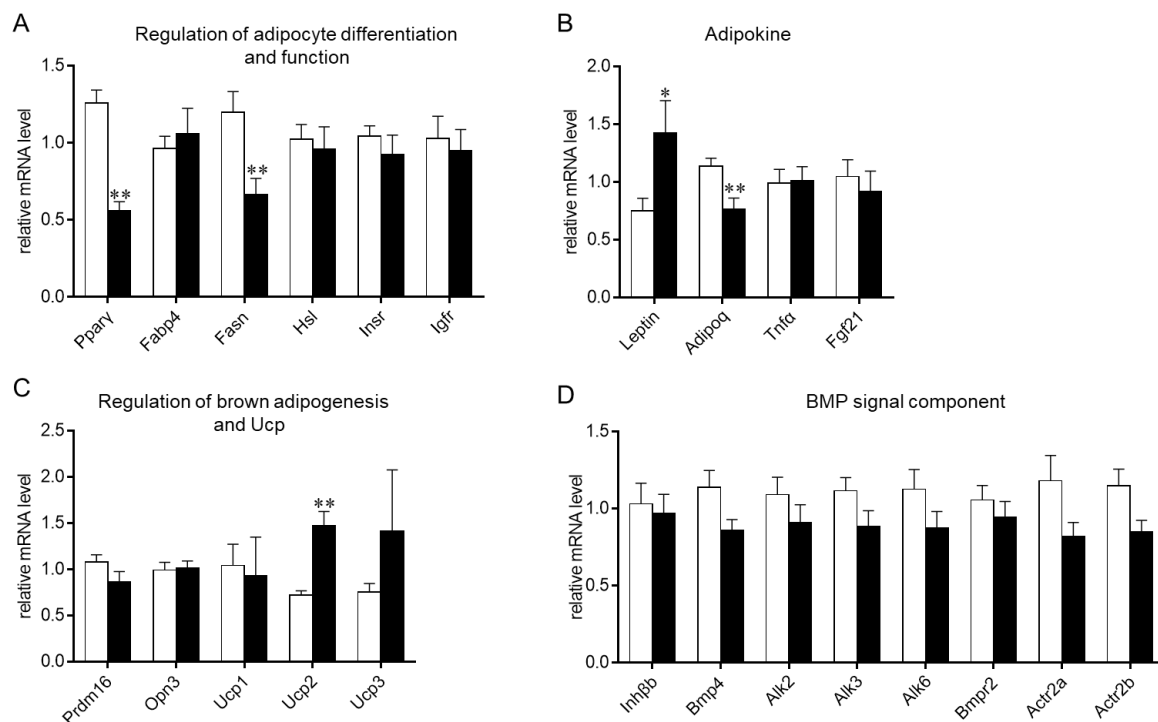 A
Regulation of adipocyte differentiation
and function
relative mRNA level
1.5
1.0
0.5
0.0
**
**
Pparγ
Fabp4
Fasn
Hsl
Insr
Igfr
B
Adipokine
relative mRNA level
2.0
1.5
1.0
0.5
0.0
*
**
Leptin
Adipoq
Tnfα
Fgf21
C
Regulation of brown adipogenesis
and Ucp
relative mRNA level
2.5
2.0
1.5
1.0
0.5
0.0
**
Prdm16
Opn3
Ucp1
Ucp2
Ucp3
D
BMP signal component
relative mRNA level
1.5
1.0
0.5
0.0
Inhβb
Bmp4
Alk2
Alk3
Alk6
Bmpr2
Actr2a
Actr2b